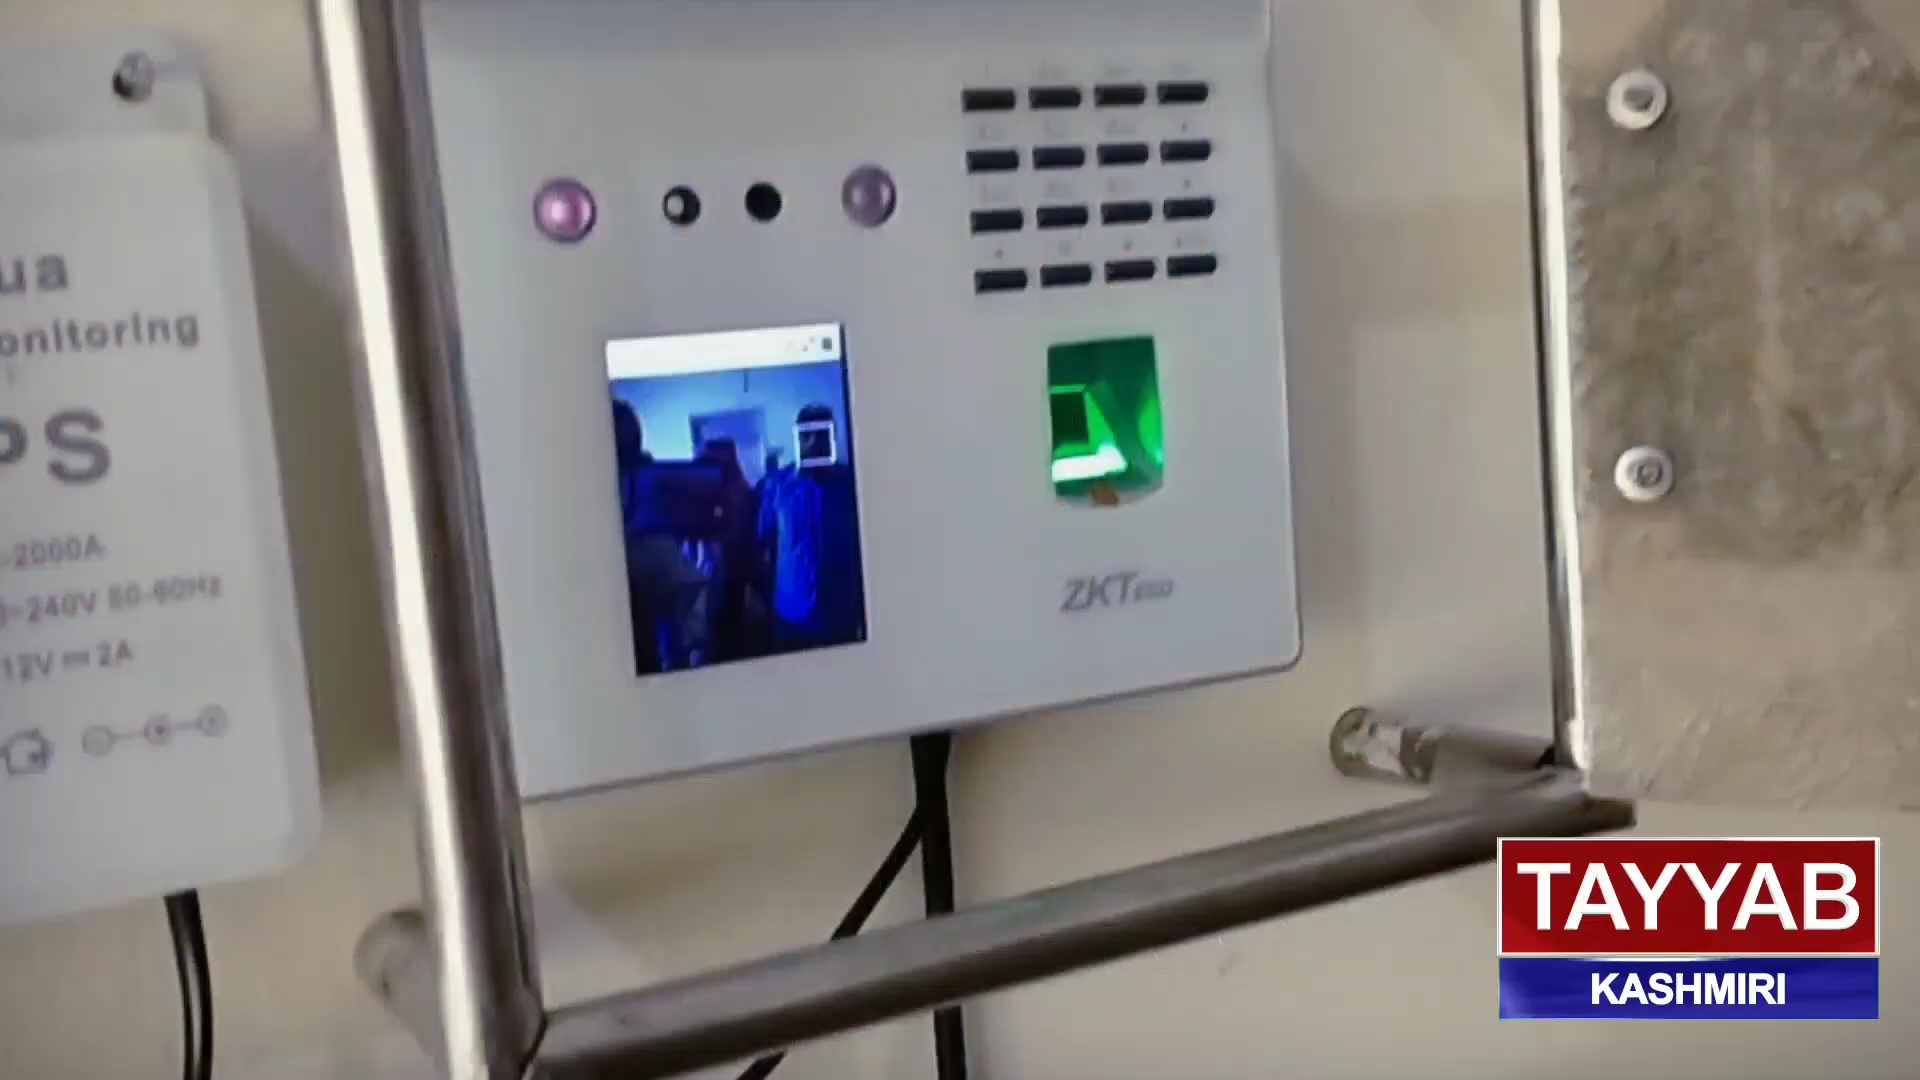 ua
onitoring
PS
-2000A
-240V 50-60Hz
12V 2A
ZKTeco
TAYYAB
KASHMIRI